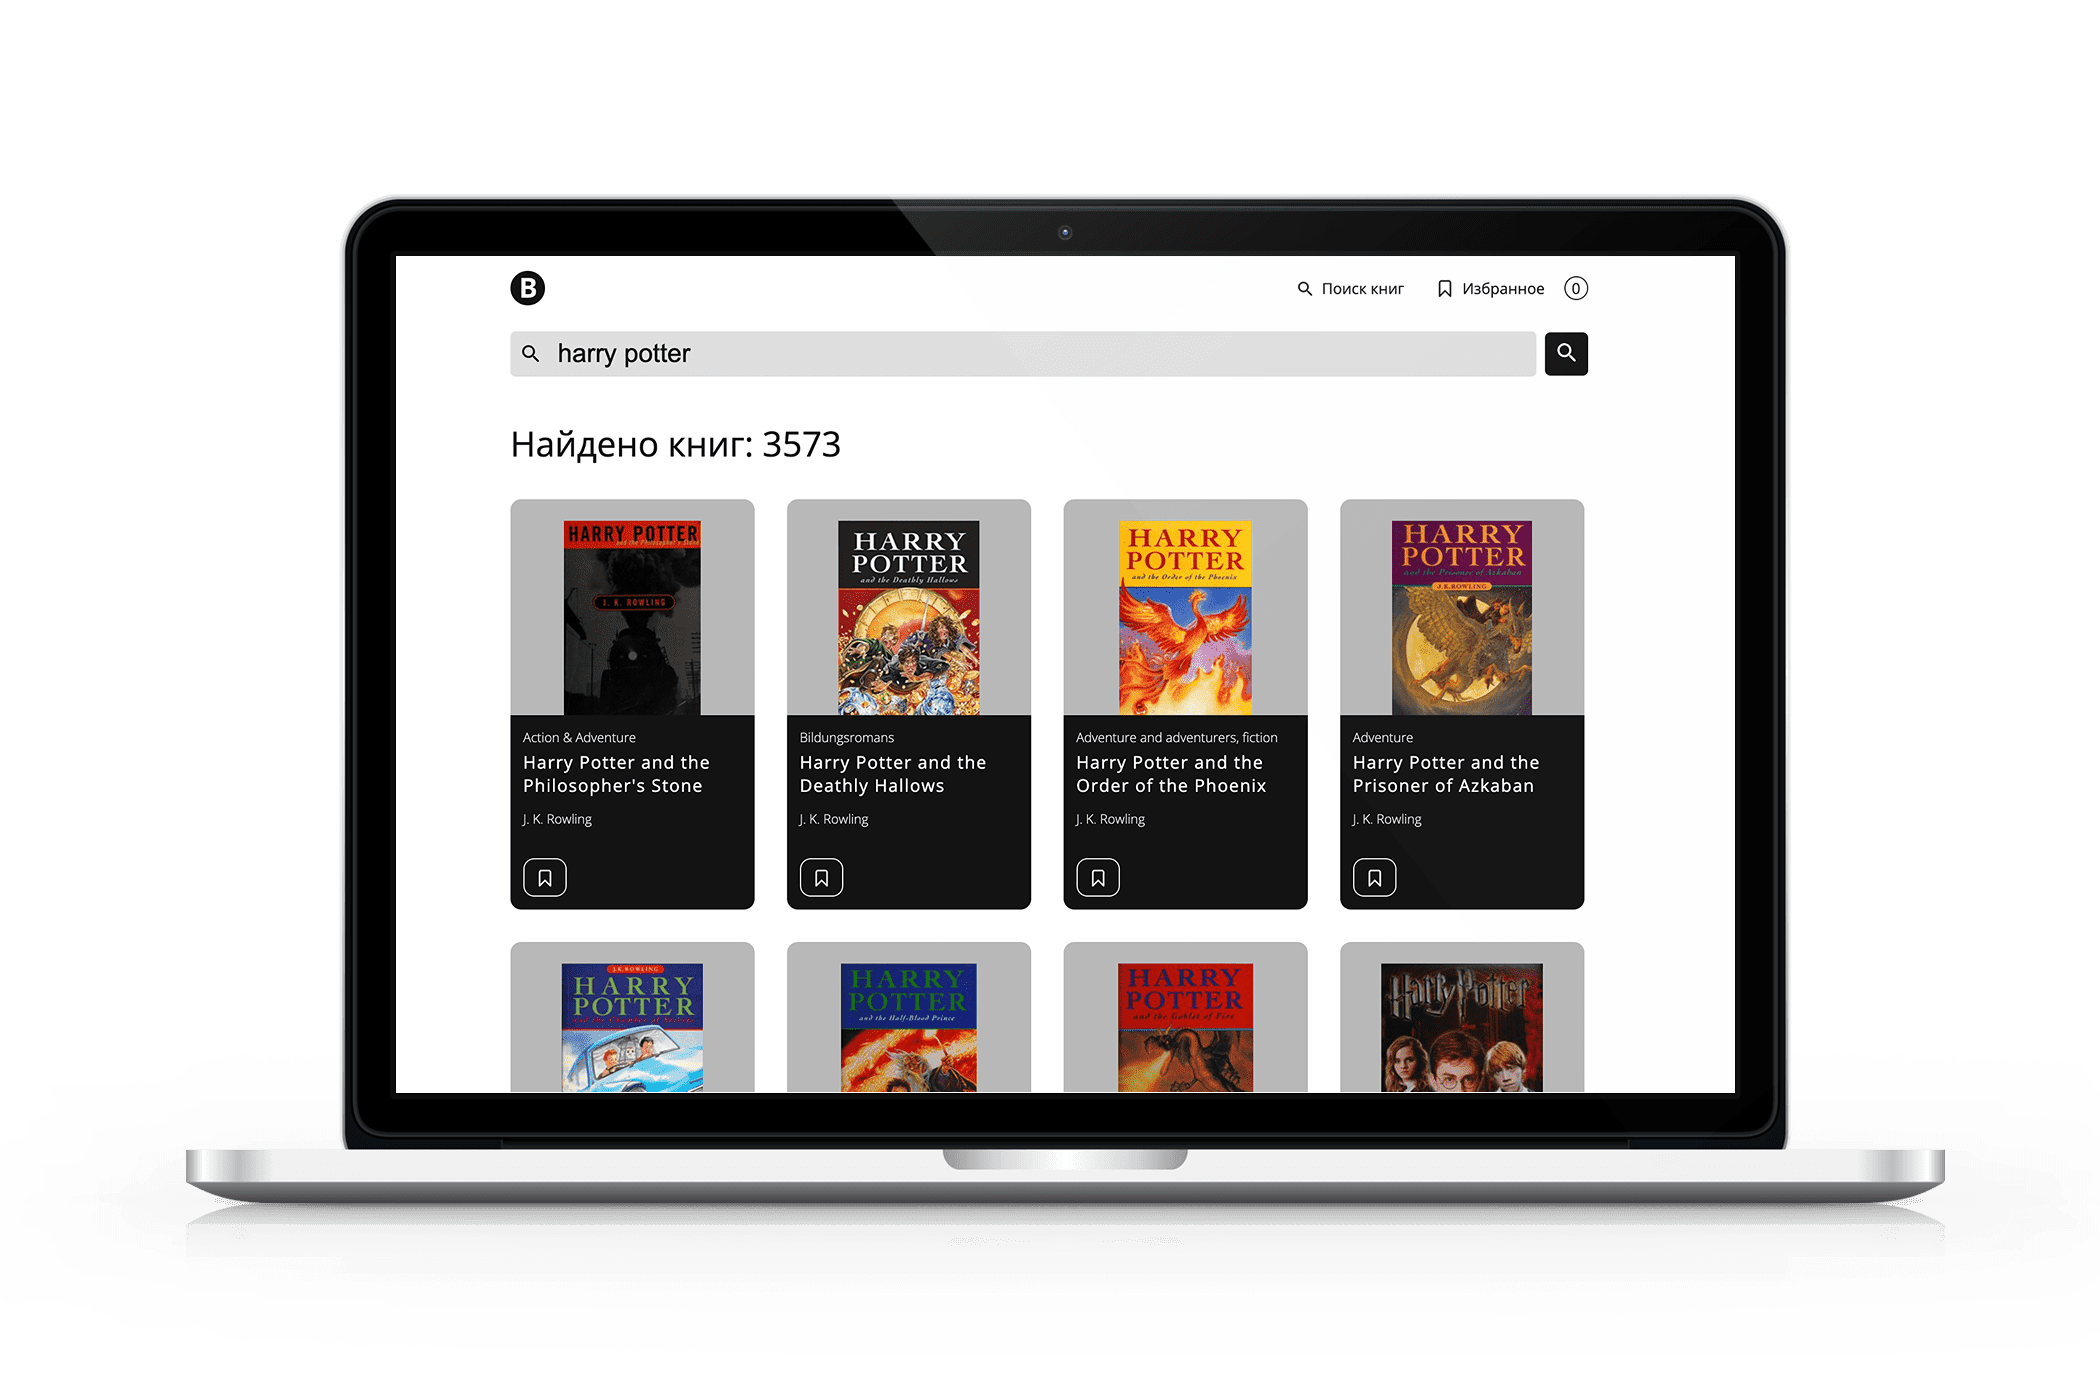 B
Поиск книг
Избранное
0
harry potter
Найдено книг: 3573
HARRY POTTER
and the Philosopher's Stone
J. K. ROWLING
HARRY
POTTER
and the Deathly Hallows
HARRY
POTTER
and the Order of the Phoenix
HARRY
POTTER
and the Prisoner of Azkaban
J.K.ROWLING
Action & Adventure
Harry Potter and the
Philosopher's Stone
J. K. Rowling
Bildungsromans
Harry Potter and the
Deathly Hallows
J. K. Rowling
Adventure and adventurers, fiction
Harry Potter and the
Order of the Phoenix
J. K. Rowling
Adventure
Harry Potter and the
Prisoner of Azkaban
J. K. Rowling
J.K.ROWLING
HARRY
POTTER
and the Chamber of Secrets
HARRY
POTTER
and the Half-Blood Prince
HARRY
POTTER
and the Goblet of Fire
Harry Potter